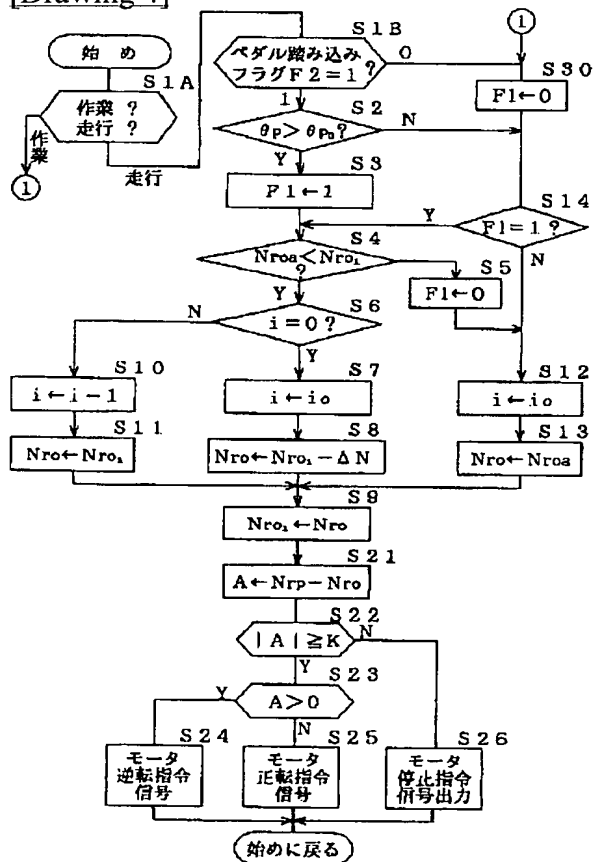 [Drawing 4]
始め
S1A
作業 ?
走行 ?
作業
①
走行
S1B
ペダル踏み込み
フラグF2=1 ?
0
1
①
S30
F1←0
S2
θp>θp₀?
N
Y
S3
F1←1
S14
F1=1 ?
Y
N
S4
Nroa<Nro₁
?
Y
S5
F1←0
S6
i=0?
N
Y
S10
i←i-1
S7
i←io
S12
i←io
S11
Nro←Nro₁
S8
Nro←Nro₁-ΔN
S13
Nro←Nroa
S9
Nro₁←Nro
S21
A←Nrp-Nro
S22
|A|≧K
N
Y
S23
A>0
Y
N
S24
モータ
逆転指令
信号
S25
モータ
正転指令
信号
S26
モータ
停止指令
信号出力
始めに戻る